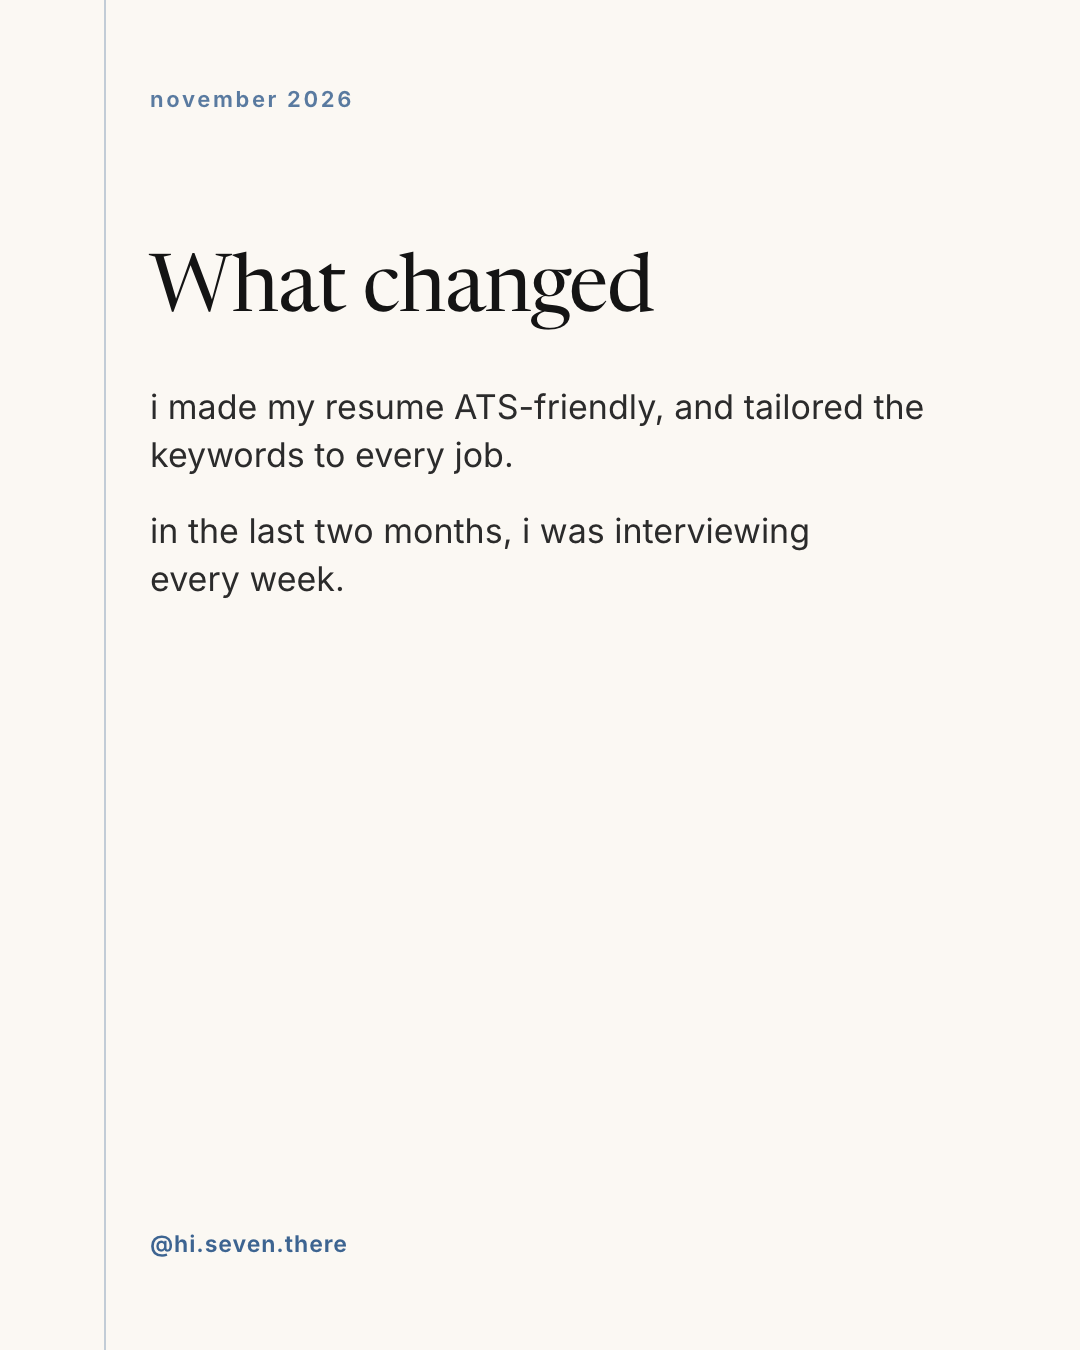 november 2026
What changed
i made my resume ATS-friendly, and tailored the
keywords to every job.
in the last two months, i was interviewing
every week.
@hi.seven.there